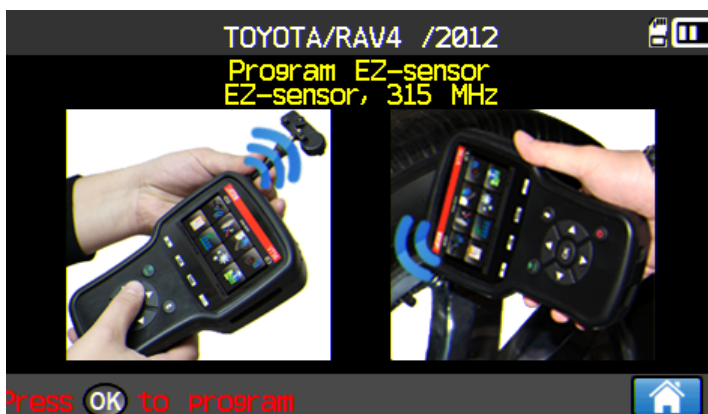 TOYOTA/RAV4 /2012
Program EZ-sensor
EZ-sensor, 315 MHz
Press OK to program